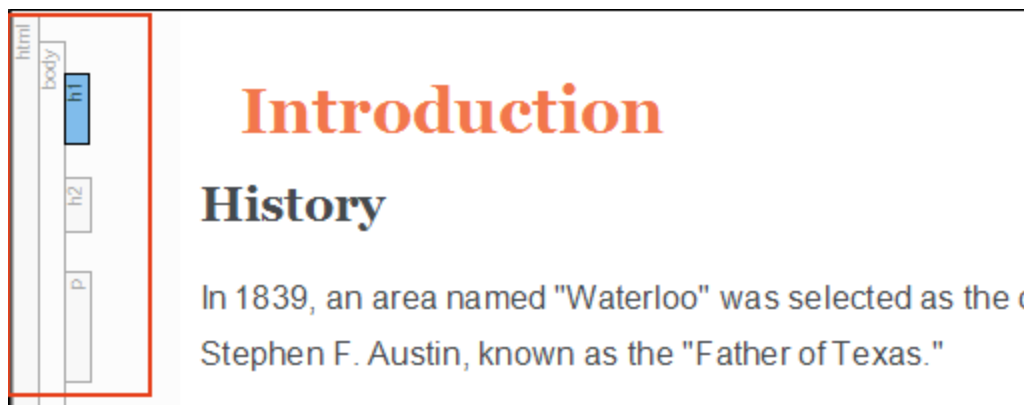 html
body
h1
h2
p
Introduction
History
In 1839, an area named "Waterloo" was selected as the
Stephen F. Austin, known as the "Father of Texas."